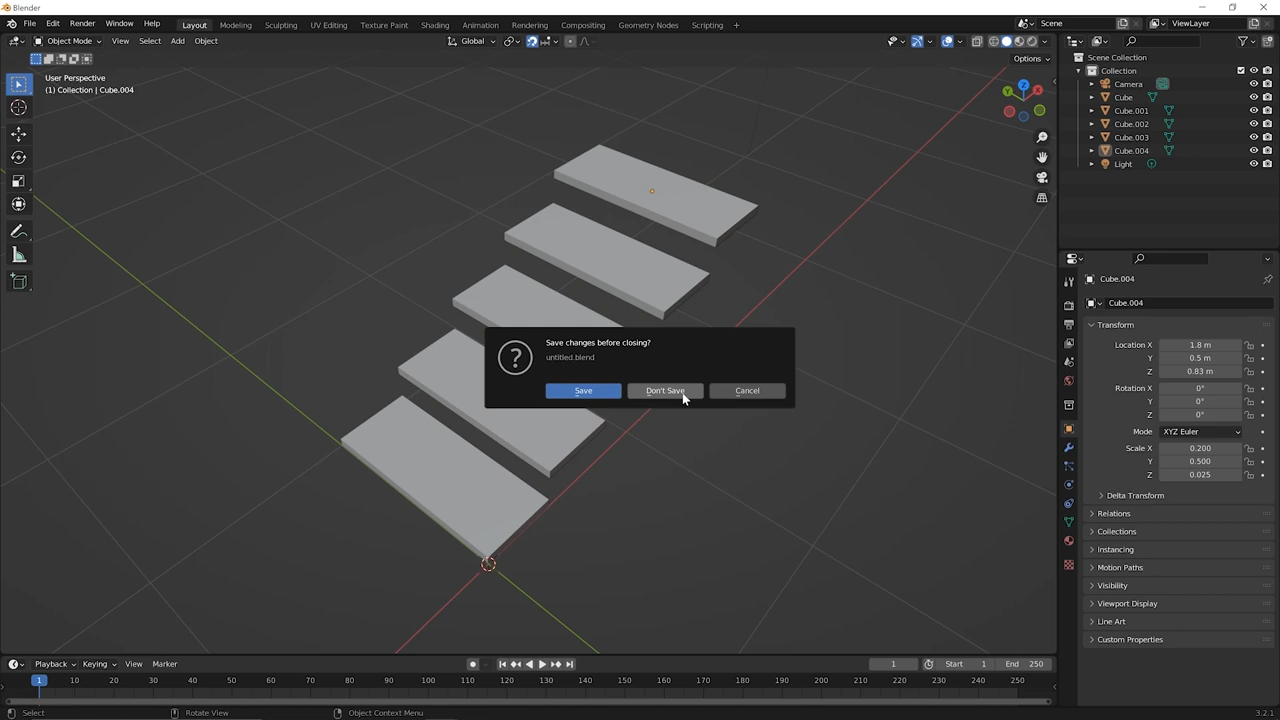 Blender
File Edit Render Window Help
Layout Modeling Sculpting UV Editing Texture Paint Shading Animation Rendering Compositing Geometry Nodes Scripting +
Scene
ViewLayer
Object Mode View Select Add Object
Global
Options
User Perspective
(1) Collection | Cube.004
Y
Z
X
Scene Collection
Collection
Camera
Cube
Cube.001
Cube.002
Cube.003
Cube.004
Light
Save changes before closing?
untitled.blend
Save Don't Save Cancel
Cube.004
Cube.004
Transform
Location X 1.8 m
Y 0.5 m
Z 0.83 m
Rotation X 0°
Y 0°
Z 0°
Mode XYZ Euler
Scale X 0.200
Y 0.500
Z 0.025
Delta Transform
Relations
Collections
Instancing
Motion Paths
Visibility
Viewport Display
Line Art
Custom Properties
Playback Keying View Marker
1
Start 1 End 250
1 10 20 30 40 50 60 70 80 90 100 110 120 130 140 150 160 170 180 190 200 210 220 230 240 250
Select Rotate View Object Context Menu
3.2.1